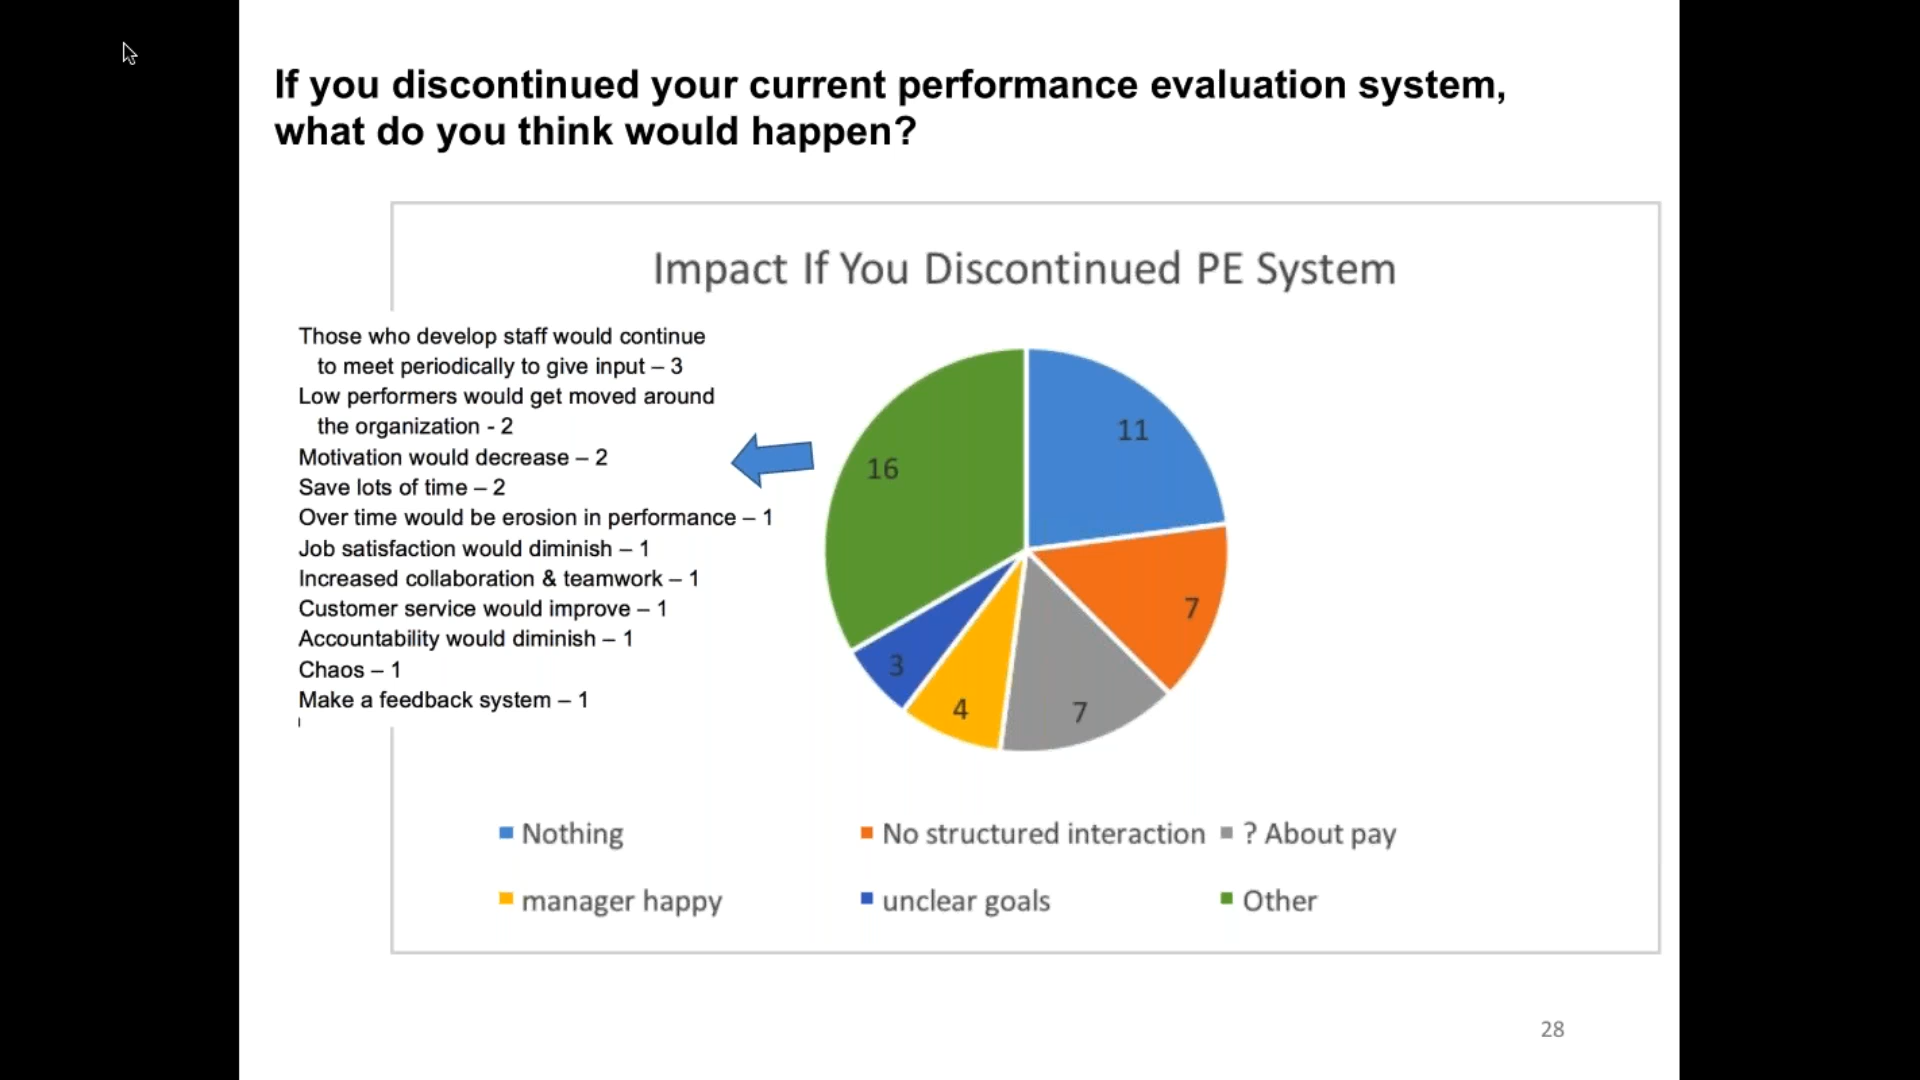 If you discontinued your current performance evaluation system,
what do you think would happen?
Impact If You Discontinued PE System
Those who develop staff would continue
to meet periodically to give input – 3
Low performers would get moved around
the organization - 2
Motivation would decrease – 2
Save lots of time – 2
Over time would be erosion in performance – 1
Job satisfaction would diminish – 1
Increased collaboration & teamwork – 1
Customer service would improve – 1
Accountability would diminish – 1
Chaos – 1
Make a feedback system – 1
11
16
7
3
4
7
Nothing
No structured interaction
? About pay
manager happy
unclear goals
Other
28